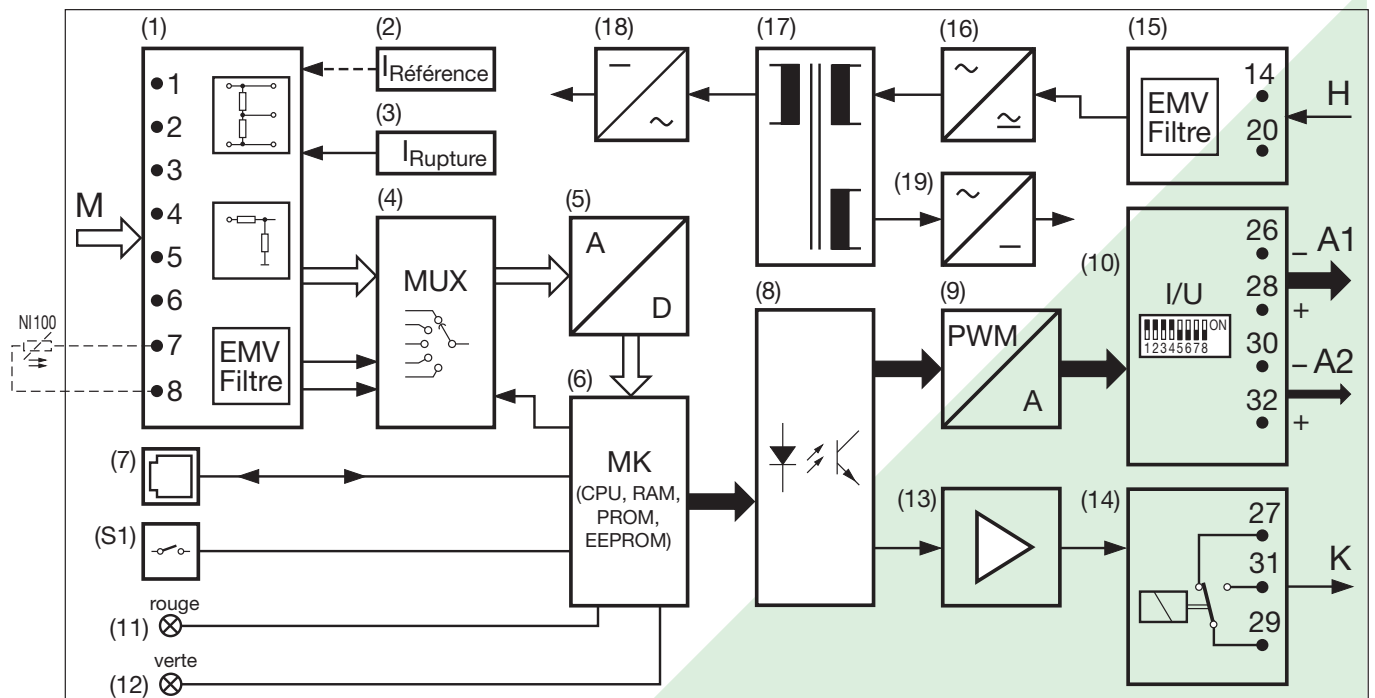 (1)
(2)
(18)
(17)
(16)
(15)
1
2
3
4
5
6
7
8
IRéférence
(3)
IRupture
−
~
~
≃
EMV
Filtre
14
20
H
M
(4)
MUX
(5)
A
D
(19)
~
−
(10)
I/U
ON
12345678
26
28
30
32
− A1
+
− A2
+
NI100
EMV
Filtre
(6)
MK
(CPU, RAM,
PROM,
EEPROM)
(8)
(9)
PWM
A
(7)
(S1)
(13)
(14)
27
31
29
K
rouge
(11)
verte
(12)